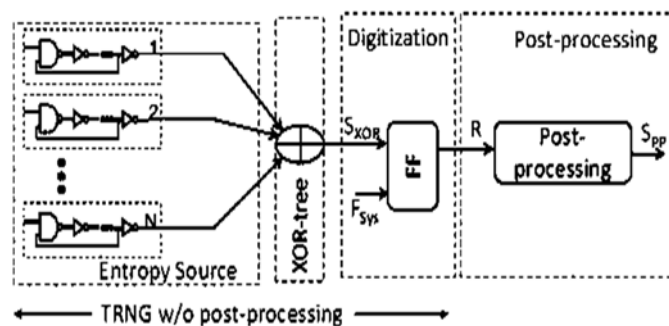 Digitization
Post-processing
1
2
N
S_XOR
F_Sys
FF
R
Post-processing
S_PP
XOR-tree
Entropy Source
TRNG w/o post-processing